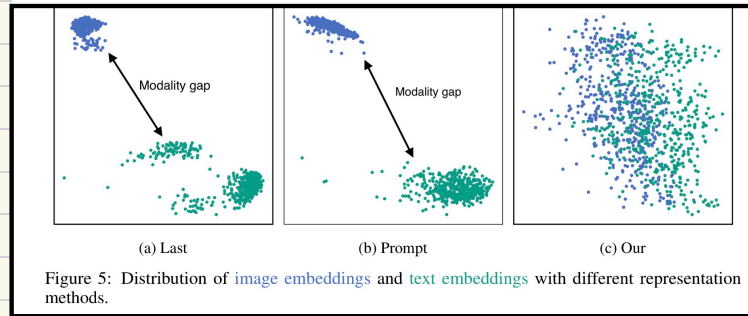 Modality gap
Modality gap
(a) Last
(b) Prompt
(c) Our
Figure 5: Distribution of image embeddings and text embeddings with different representation
methods.